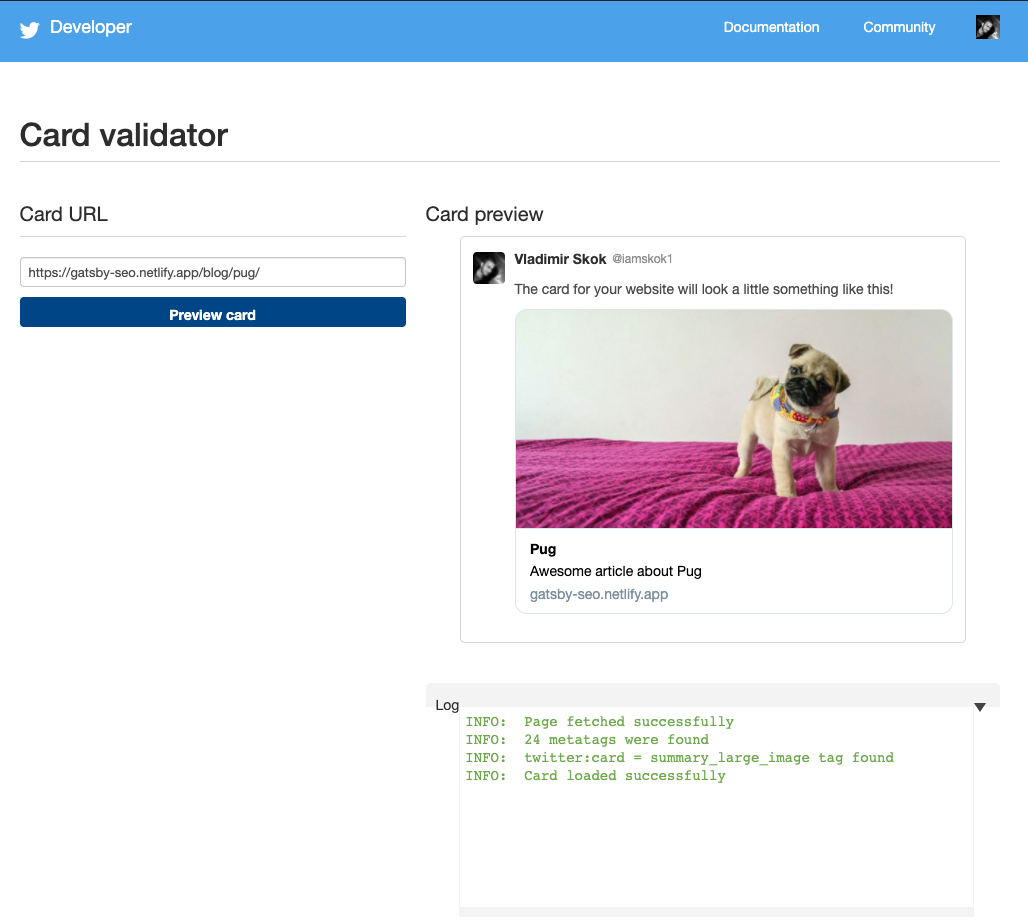 Developer
Documentation
Community
Card validator
Card URL
https://gatsby-seo.netlify.app/blog/pug/
Preview card
Card preview
Vladimir Skok @iamskok1
The card for your website will look a little something like this!
Pug
Awesome article about Pug
gatsby-seo.netlify.app
Log
INFO: Page fetched successfully
INFO: 24 metatags were found
INFO: twitter:card = summary_large_image tag found
INFO: Card loaded successfully